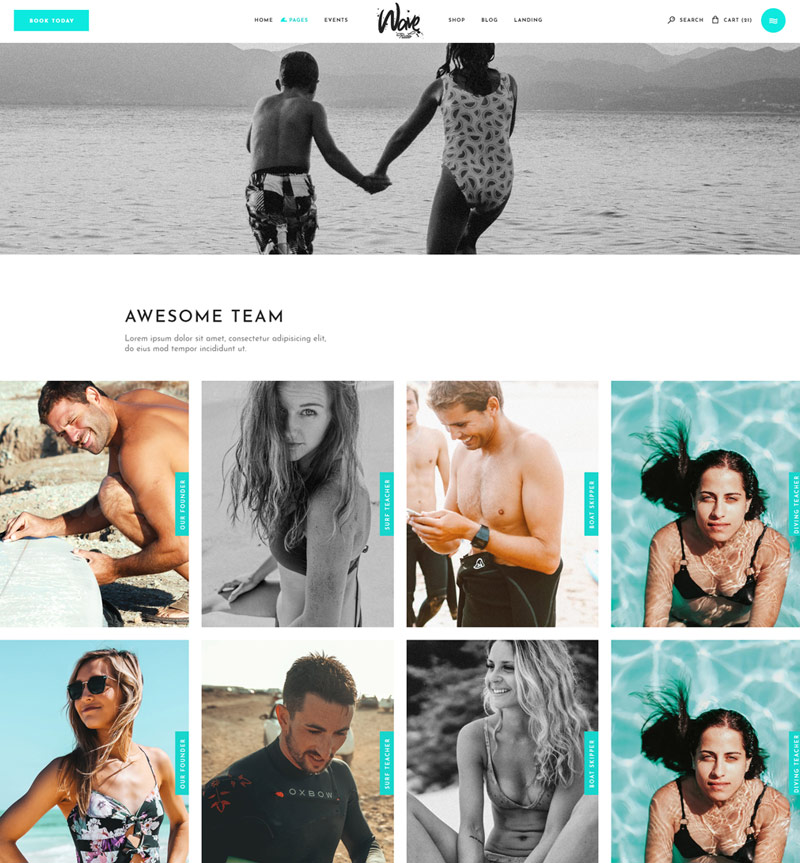 BOOK TODAY
HOME
PAGES
EVENTS
Wave
SHOP
BLOG
LANDING
SEARCH
CART (21)
AWESOME TEAM
Lorem ipsum dolor sit amet, consectetur adipisicing elit,
do eius mod tempor incididunt ut.
OUR FOUNDER
SURF TEACHER
BOAT SKIPPER
DIVING TEACHER
OUR FOUNDER
SURF TEACHER
BOAT SKIPPER
DIVING TEACHER
OXBOW